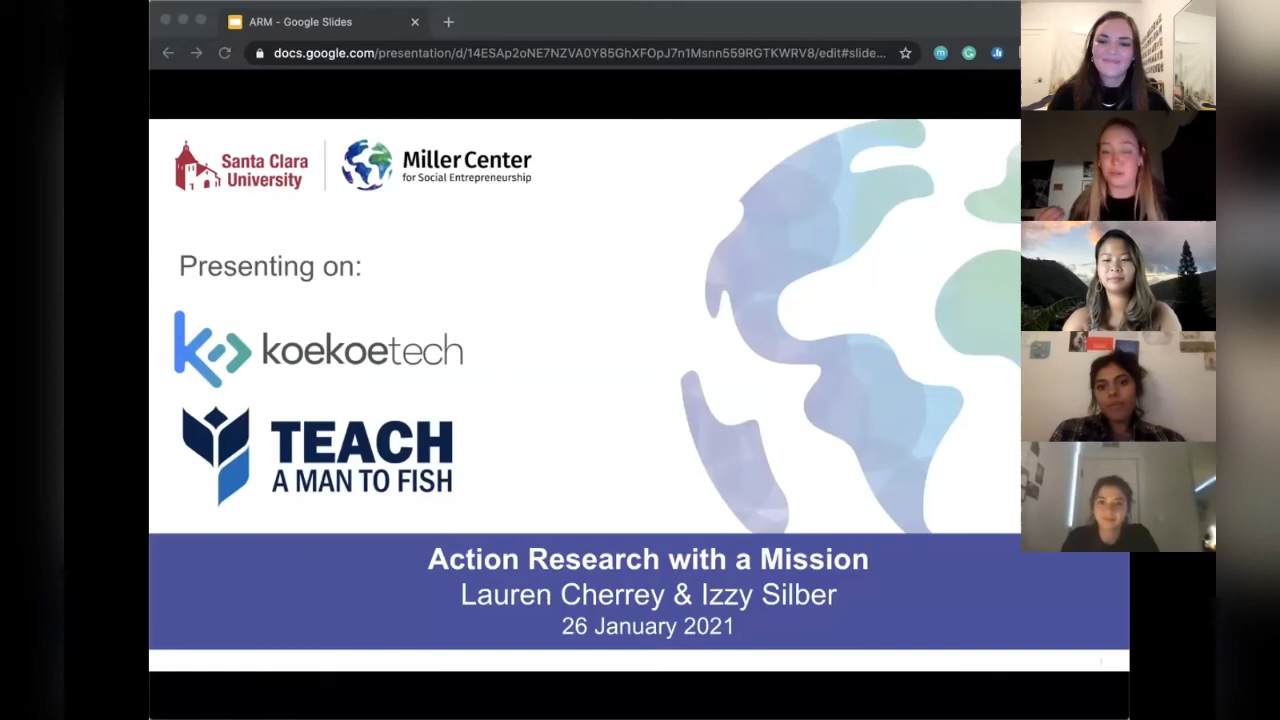 ARM - Google Slides
docs.google.com/presentation/d/14ESAp2oNE7NZVA0Y85GhXFOpJ7n1Msnn559RGTKWRV8/edit#slide...
Santa Clara
University
Miller Center
for Social Entrepreneurship
Presenting on:
koekoetech
TEACH
A MAN TO FISH
Action Research with a Mission
Lauren Cherrey & Izzy Silber
26 January 2021